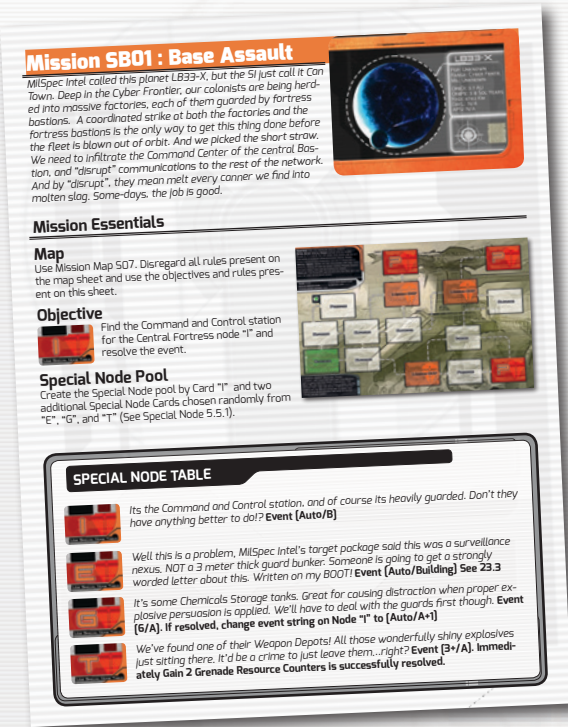 Mission SB01 : Base Assault
MilSpec Intel called this planet LB33-X, but the SI just call it Can
Town. Deep in the Cyber Frontier, our colonists are being herd-
ed into massive factories, each of them guarded by fortress
bastions. A coordinated strike at both the factories and the
fortress bastions is the only way to get this thing done before
the fleet is blown out of orbit. And we picked the short straw.
We need to infiltrate the Command Center of the central Bas-
tion, and "disrupt" communications to the rest of the network.
And by "disrupt", they mean melt every canner we find into
molten slag. Some-days, the job is good.
LB33-X
Mission Essentials
Map
Use Mission Map S07. Disregard all rules present on
the map sheet and use the objectives and rules pres-
ent on this sheet.
Objective
I
Find the Command and Control station
for the Central Fortress node "I" and
resolve the event.
Special Node Pool
Create the Special Node pool by Card "I" and two
additional Special Node Cards chosen randomly from
"E", "G", and "T" (See Special Node 5.5.1).
SPECIAL NODE TABLE
I
Its the Command and Control station, and of course its heavily guarded. Don't they
have anything better to do!? Event [Auto/B]
E
Well this is a problem, MilSpec Intel's target package said this was a surveillance
nexus. NOT a 3 meter thick guard bunker. Someone is going to get a strongly
worded letter about this. Written on my BOOT! Event [Auto/Building] See 23.3
G
It's some Chemicals Storage tanks. Great for causing distraction when proper ex-
plosive persuasion is applied. We'll have to deal with the guards first though. Event
[6/A]. If resolved, change event string on Node "I" to [Auto/A+1]
T
We've found one of their Weapon Depots! All those wonderfully shiny explosives
just sitting there. It'd be a crime to just leave them...right? Event [3+/A]. Immedi-
ately Gain 2 Grenade Resource Counters is successfully resolved.